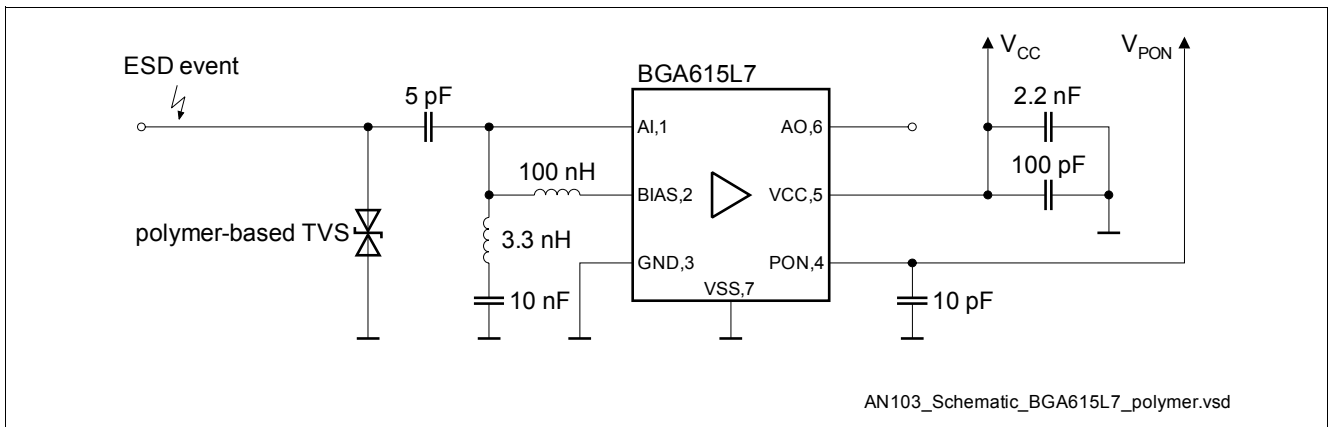 ESD event
BGA615L7
V_CC
V_PON
5 pF
2.2 nF
AI,1
AO,6
100 nH
100 pF
BIAS,2
VCC,5
polymer-based TVS
3.3 nH
GND,3
PON,4
VSS,7
10 nF
10 pF
AN103_Schematic_BGA615L7_polymer.vsd